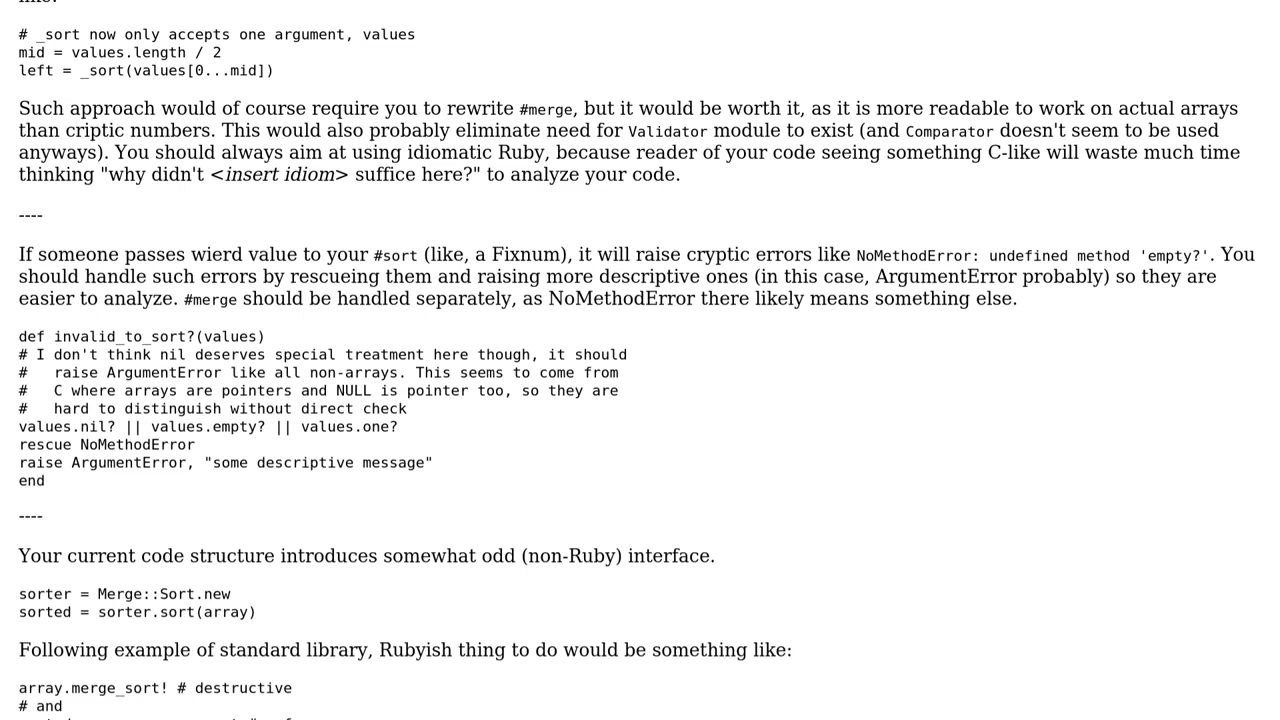 # _sort now only accepts one argument, values
mid = values.length / 2
left = _sort(values[0...mid])
Such approach would of course require you to rewrite #merge, but it would be worth it, as it is more readable to work on actual arrays
than criptic numbers. This would also probably eliminate need for Validator module to exist (and Comparator doesn't seem to be used
anyways). You should always aim at using idiomatic Ruby, because reader of your code seeing something C-like will waste much time
thinking "why didn't <insert idiom> suffice here?" to analyze your code.
----
If someone passes wierd value to your #sort (like, a Fixnum), it will raise cryptic errors like NoMethodError: undefined method 'empty?'. You
should handle such errors by rescueing them and raising more descriptive ones (in this case, ArgumentError probably) so they are
easier to analyze. #merge should be handled separately, as NoMethodError there likely means something else.
def invalid_to_sort?(values)
# I don't think nil deserves special treatment here though, it should
#   raise ArgumentError like all non-arrays. This seems to come from
#   C where arrays are pointers and NULL is pointer too, so they are
#   hard to distinguish without direct check
values.nil? || values.empty? || values.one?
rescue NoMethodError
raise ArgumentError, "some descriptive message"
end
----
Your current code structure introduces somewhat odd (non-Ruby) interface.
sorter = Merge::Sort.new
sorted = sorter.sort(array)
Following example of standard library, Rubyish thing to do would be something like:
array.merge_sort! # destructive
# and